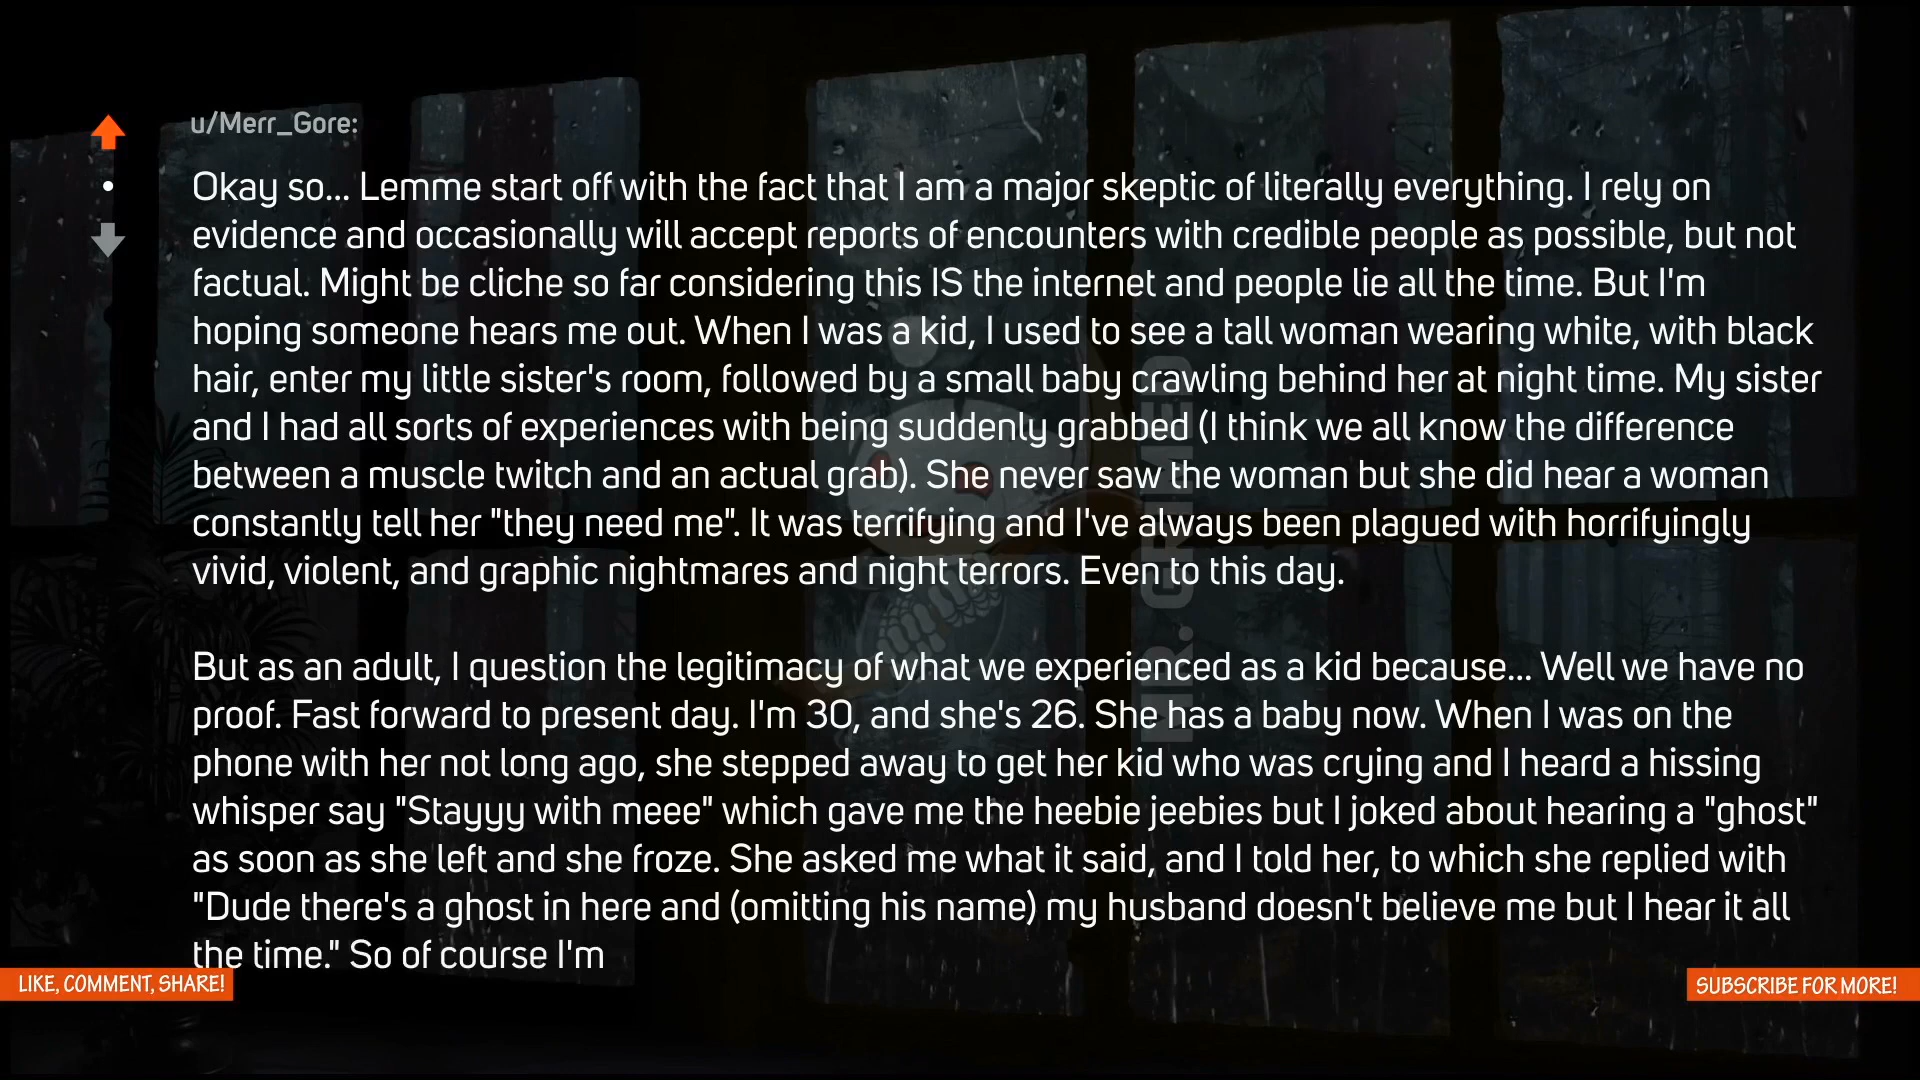 u/Merr_Gore:
Okay so... Lemme start off with the fact that I am a major skeptic of literally everything. I rely on
evidence and occasionally will accept reports of encounters with credible people as possible, but not
factual. Might be cliche so far considering this IS the internet and people lie all the time. But I'm
hoping someone hears me out. When I was a kid, I used to see a tall woman wearing white, with black
hair, enter my little sister's room, followed by a small baby crawling behind her at night time. My sister
and I had all sorts of experiences with being suddenly grabbed (I think we all know the difference
between a muscle twitch and an actual grab). She never saw the woman but she did hear a woman
constantly tell her "they need me". It was terrifying and I've always been plagued with horrifyingly
vivid, violent, and graphic nightmares and night terrors. Even to this day.
But as an adult, I question the legitimacy of what we experienced as a kid because... Well we have no
proof. Fast forward to present day. I'm 30, and she's 26. She has a baby now. When I was on the
phone with her not long ago, she stepped away to get her kid who was crying and I heard a hissing
whisper say "Stayyy with meee" which gave me the heebie jeebies but I joked about hearing a "ghost"
as soon as she left and she froze. She asked me what it said, and I told her, to which she replied with
"Dude there's a ghost in here and (omitting his name) my husband doesn't believe me but I hear it all
the time." So of course I'm
LIKE, COMMENT, SHARE!
SUBSCRIBE FOR MORE!
MR. GRIMED